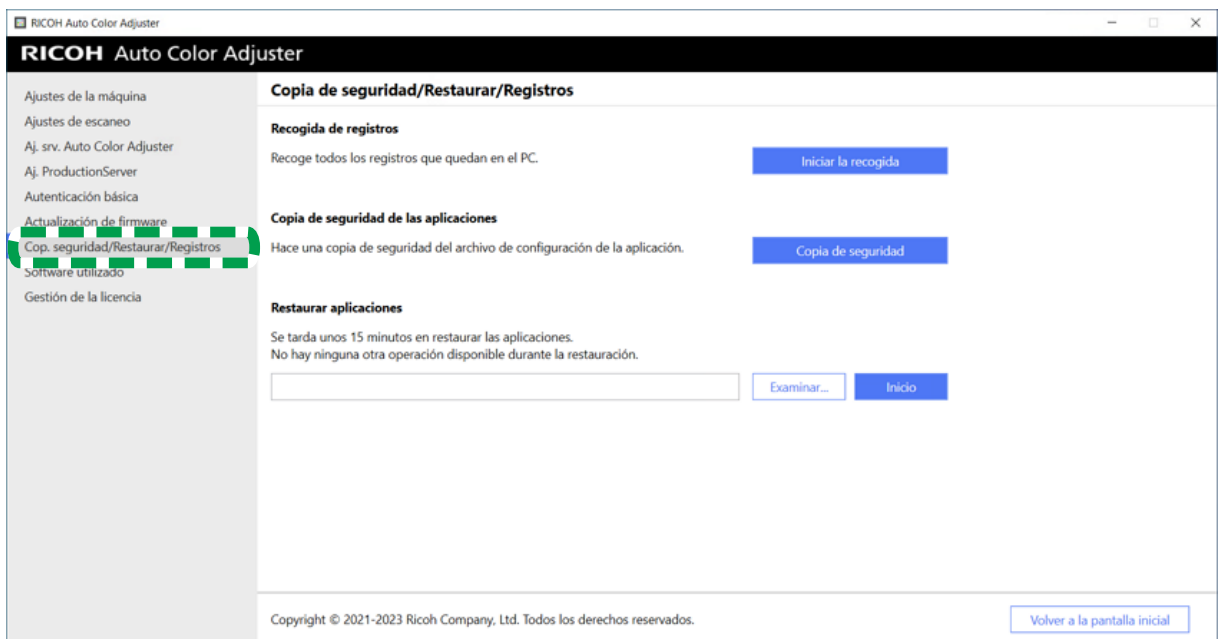 RICOH Auto Color Adjuster
RICOH Auto Color Adjuster
Ajustes de la máquina
Ajustes de escaneo
Aj. srv. Auto Color Adjuster
Aj. ProductionServer
Autenticación básica
Actualización de firmware
Cop. seguridad/Restaurar/Registros
Software utilizado
Gestión de la licencia
Copia de seguridad/Restaurar/Registros
Recogida de registros
Recoge todos los registros que quedan en el PC.
Iniciar la recogida
Copia de seguridad de las aplicaciones
Hace una copia de seguridad del archivo de configuración de la aplicación.
Copia de seguridad
Restaurar aplicaciones
Se tarda unos 15 minutos en restaurar las aplicaciones.
No hay ninguna otra operación disponible durante la restauración.
Examinar...
Inicio
Copyright © 2021-2023 Ricoh Company, Ltd. Todos los derechos reservados.
Volver a la pantalla inicial